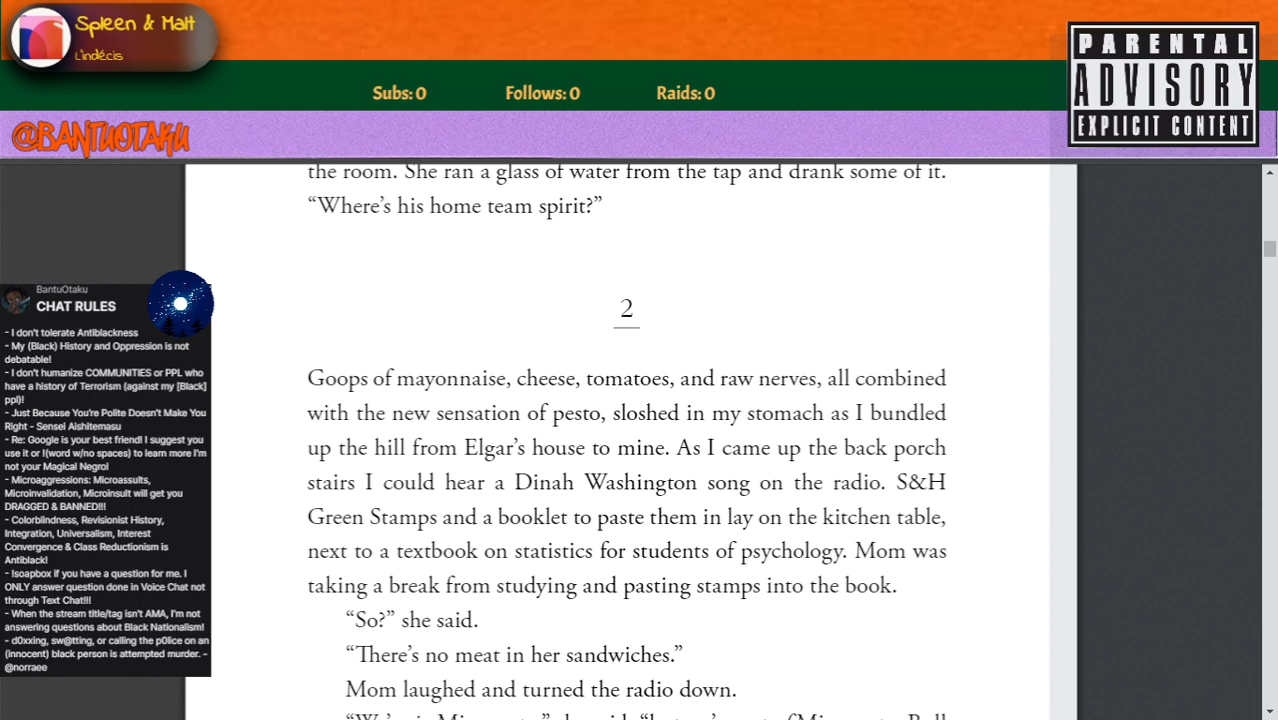 Spleen & Malt
L'indécis
PARENTAL
ADVISORY
EXPLICIT CONTENT
Subs: 0
Follows: 0
Raids: 0
@BANTUOTAKU
the room. She ran a glass of water from the tap and drank some of it.
“Where’s his home team spirit?”
2
Goops of mayonnaise, cheese, tomatoes, and raw nerves, all combined
with the new sensation of pesto, sloshed in my stomach as I bundled
up the hill from Elgar’s house to mine. As I came up the back porch
stairs I could hear a Dinah Washington song on the radio. S&H
Green Stamps and a booklet to paste them in lay on the kitchen table,
next to a textbook on statistics for students of psychology. Mom was
taking a break from studying and pasting stamps into the book.
“So?” she said.
“There’s no meat in her sandwiches.”
Mom laughed and turned the radio down.
BantuOtaku
CHAT RULES
- I don't tolerate Antiblackness
- My (Black) History and Oppression is not
debatable!
- I don't humanize COMMUNITIES or PPL who
have a history of Terrorism (against my [Black]
ppl)!
- Just Because You're Polite Doesn't Make You
Right - Sensei Aishitemasu
- Re: Google is your best friend! I suggest you
use it or !(word w/no spaces) to learn more I'm
not your Magical Negro!
- Microaggressions: Microassults,
Microinvalidation, Microinsult will get you
DRAGGED & BANNED!!!
- Colorblindness, Revisionist History,
Integration, Universalism, Interest
Convergence & Class Reductionism is
Antiblack!
- !soapbox if you have a question for me. I
ONLY answer question done in Voice Chat not
through Text Chat!!!
- When the stream title/tag isn't AMA, I'm not
answering questions about Black Nationalism!
- d0xxing, sw@tting, or calling the p0lice on an
(innocent) black person is attempted murder. -
@norraee